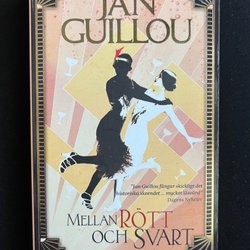 JAN
GUILLOU
"Jan Guillou fångar skickligt det
historiska skeendet ... mycket läsvärd"
Dagens Nyheter
MELLAN RÖTT
OCH SVART